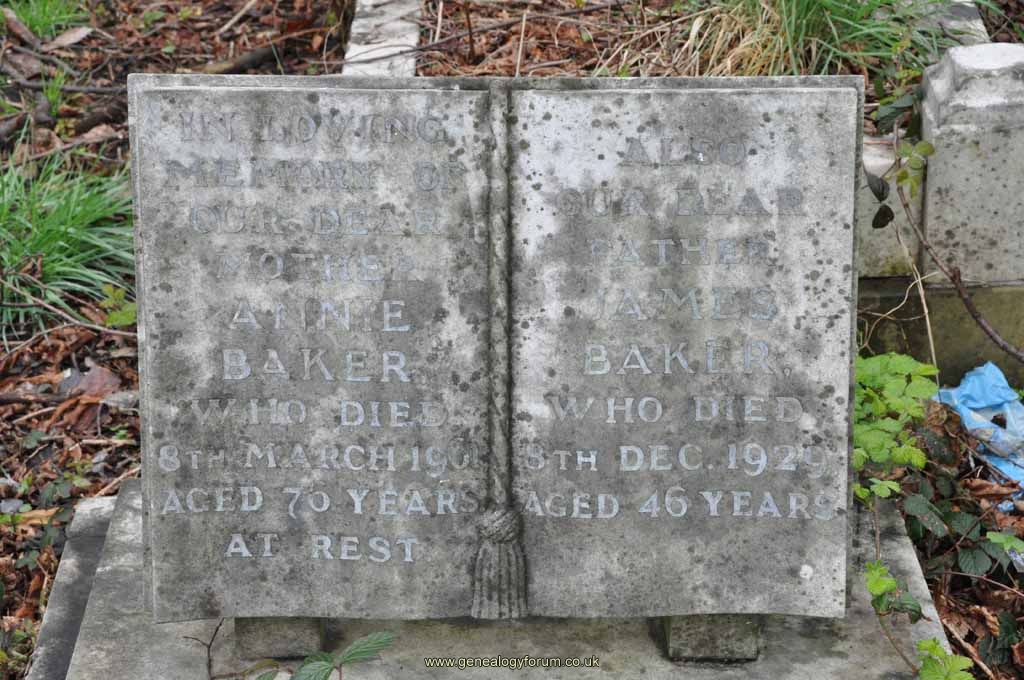 IN LOVING
MEMORY OF
OUR DEAR
MOTHER
ANNIE
BAKER
WHO DIED
8TH MARCH
AGED 70 YEARS
AT REST
ALSO
OUR DEAR
FATHER
JAMES
BAKER,
WHO DIED
8TH DEC. 1929
AGED 46 YEARS
www.genealogyforum.co.uk